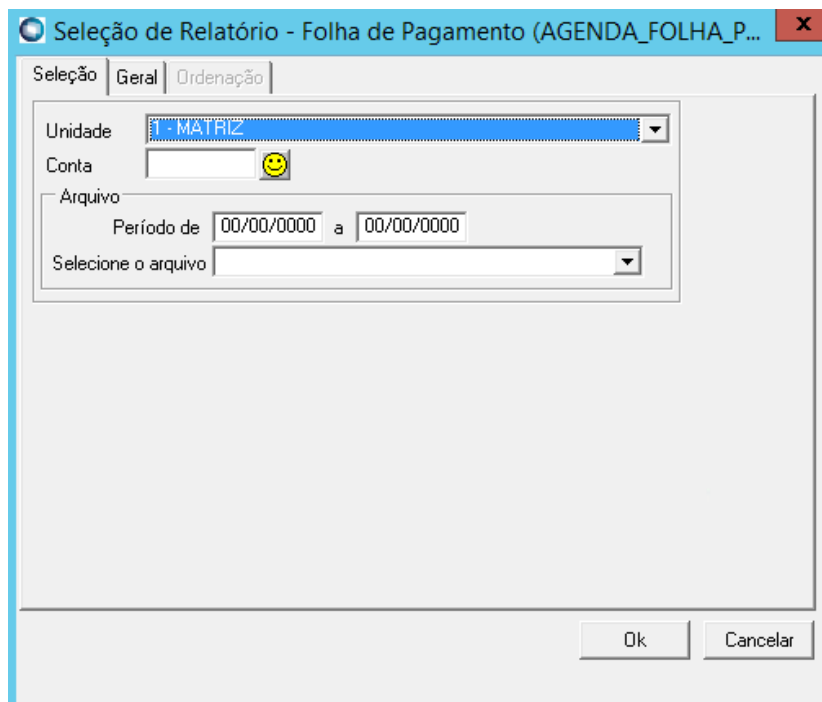 Seleção de Relatório - Folha de Pagamento (AGENDA_FOLHA_P... x
Seleção Geral Ordenação
Unidade 1 - MATRIZ
Conta
Arquivo
Período de 00/00/0000 a 00/00/0000
Selecione o arquivo
Ok Cancelar